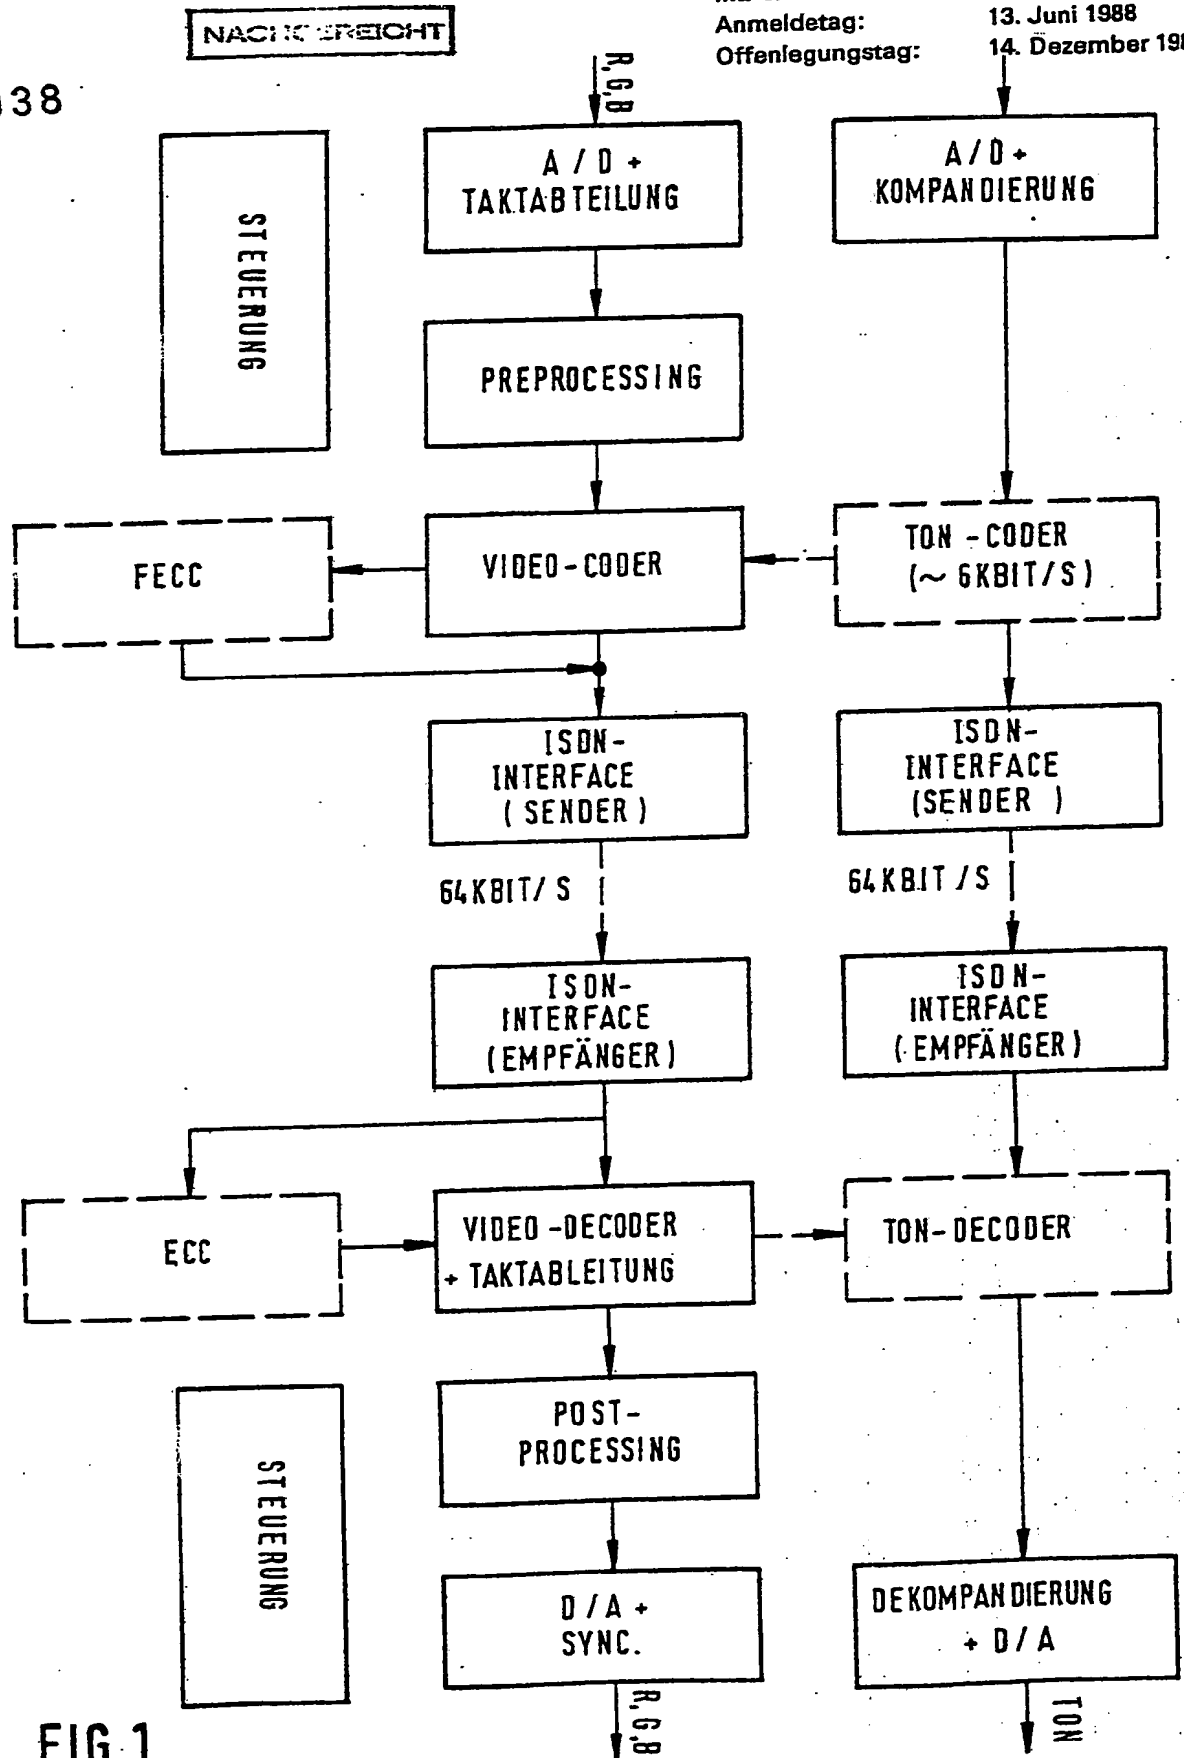 NACHGEREICHT
Anmeldetag: 13. Juni 1988
Offenlegungstag: 14. Dezember
38
R,G,B
A/D +
TAKTABTEILUNG
A/D +
KOMPANDIERUNG
STEUERUNG
PREPROCESSING
FECC
VIDEO-CODER
TON-CODER
(~ 6KBIT/S)
ISDN-
INTERFACE
(SENDER)
ISDN-
INTERFACE
(SENDER)
64KBIT/S
64KBIT/S
ISDN-
INTERFACE
(EMPFÄNGER)
ISDN-
INTERFACE
(EMPFÄNGER)
ECC
VIDEO-DECODER
+ TAKTABLEITUNG
TON-DECODER
STEUERUNG
POST-
PROCESSING
D/A +
SYNC.
DEKOMPANDIERUNG
+ D/A
R,G,B
TON
FIG.1